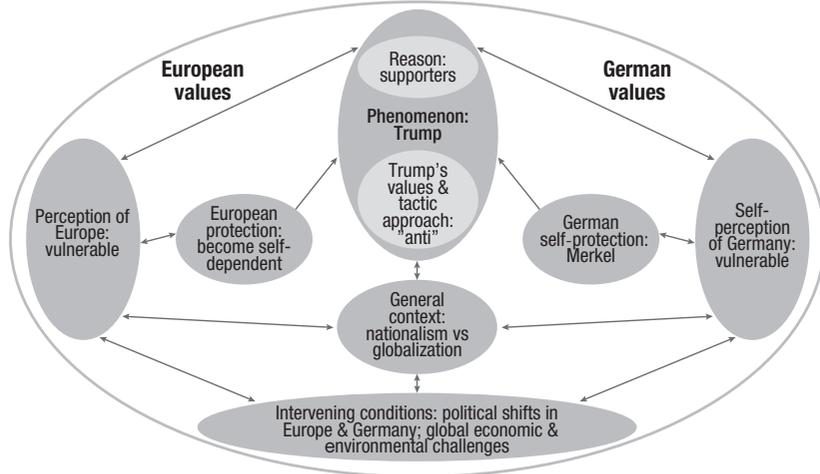 European
values
Reason:
supporters
German
values
Phenomenon:
Trump
Trump's
values &
tactic
approach:
"anti"
Perception of
Europe:
vulnerable
European
protection:
become self-
dependent
German
self-protection:
Merkel
Self-
perception
of Germany:
vulnerable
General
context:
nationalism vs
globalization
Intervening conditions: political shifts in
Europe & Germany; global economic &
environmental challenges